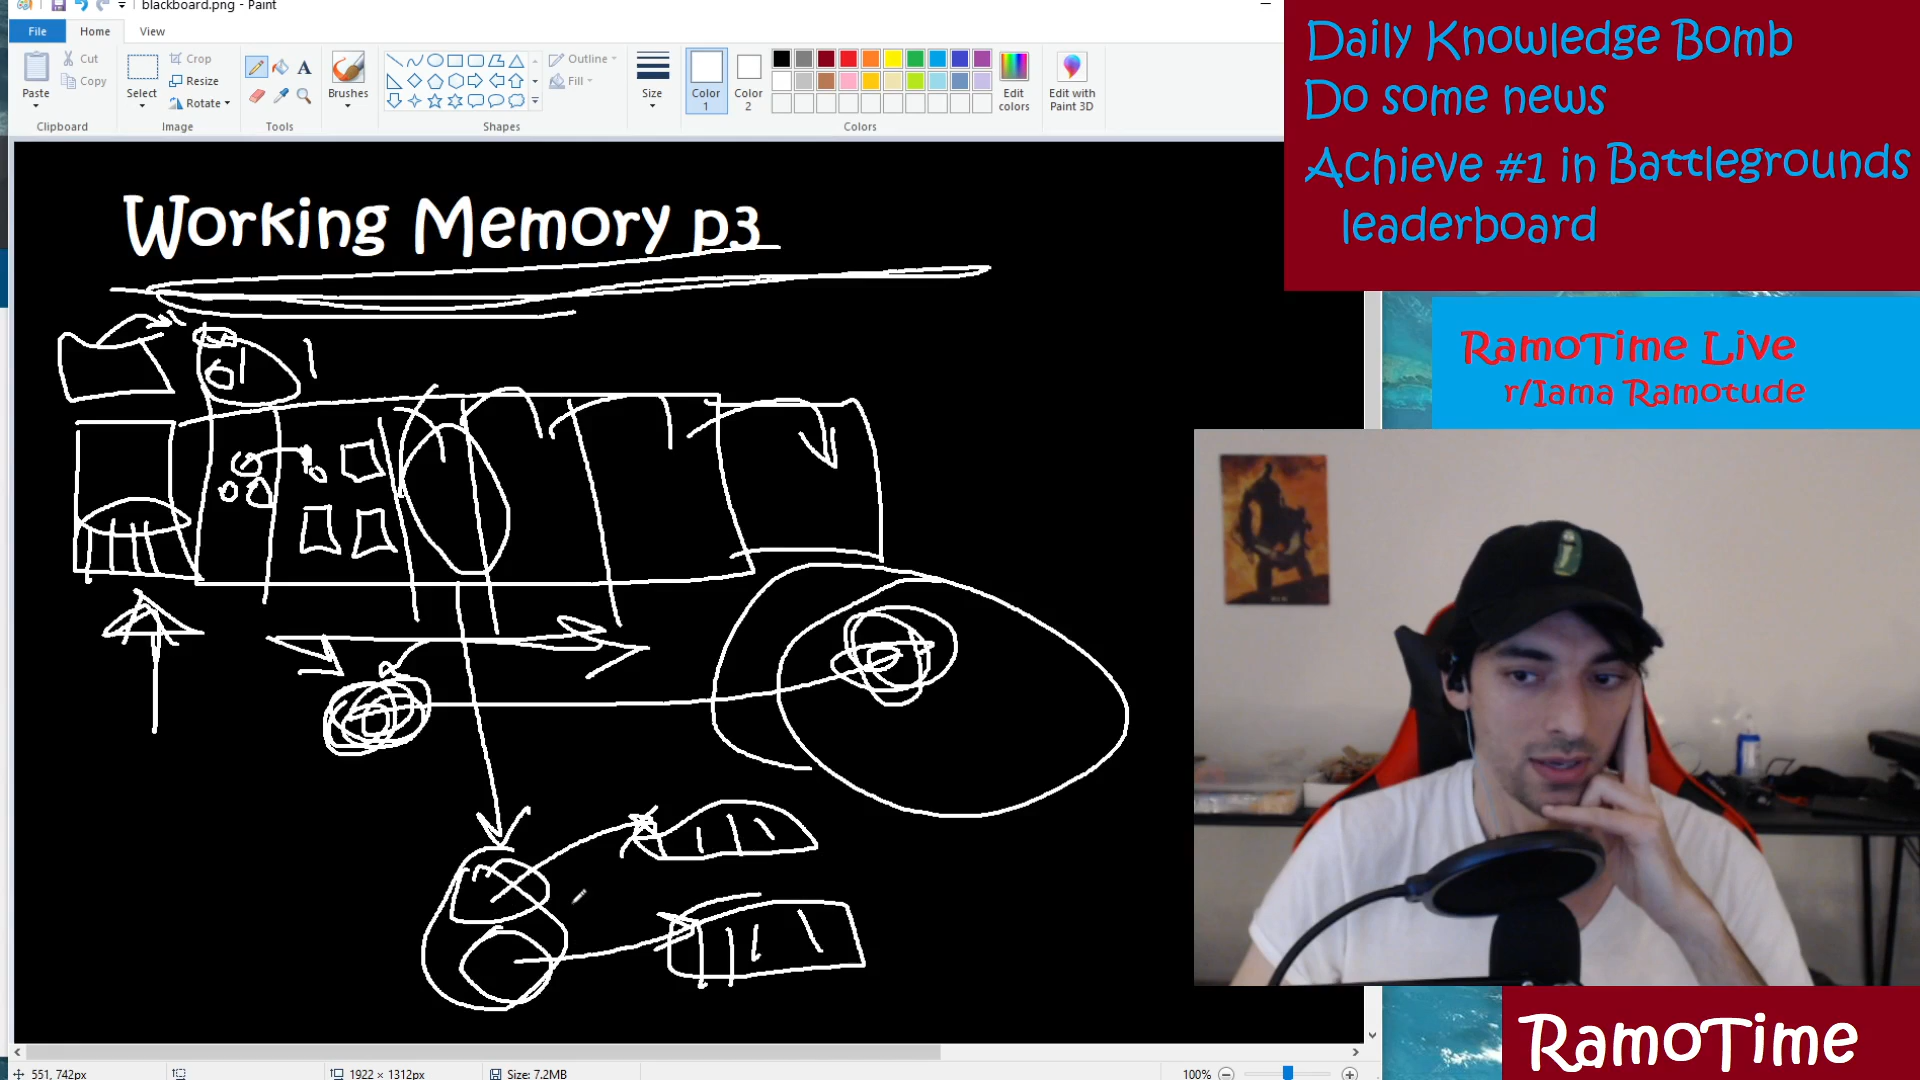 blackboard.png - Paint
File
Home
View
Cut
Copy
Paste
Clipboard
Crop
Resize
Rotate
Select
Image
A
Tools
Brushes
Outline
Fill
Shapes
Size
Color
1
Color
2
Edit
colors
Edit with
Paint 3D
Colors
Working Memory p3
Daily Knowledge Bomb
Do some news
Achieve #1 in Battlegrounds
leaderboard
RamoTime Live
r/Iama Ramotude
RamoTime
551, 742px
1922 × 1312px
Size: 7.2MB
100%